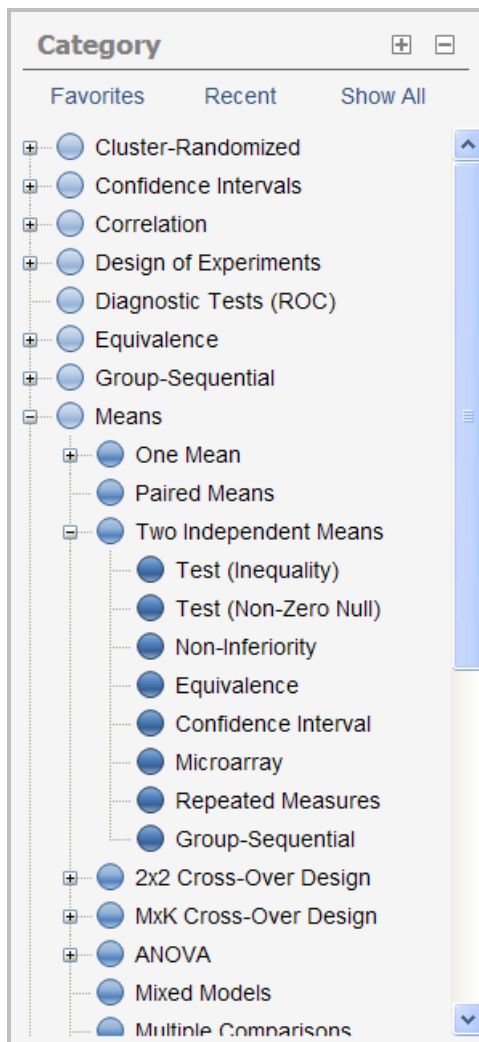 Category
Favorites Recent Show All
Cluster-Randomized
Confidence Intervals
Correlation
Design of Experiments
Diagnostic Tests (ROC)
Equivalence
Group-Sequential
Means
One Mean
Paired Means
Two Independent Means
Test (Inequality)
Test (Non-Zero Null)
Non-Inferiority
Equivalence
Confidence Interval
Microarray
Repeated Measures
Group-Sequential
2x2 Cross-Over Design
MxK Cross-Over Design
ANOVA
Mixed Models
Multiple Comparisons